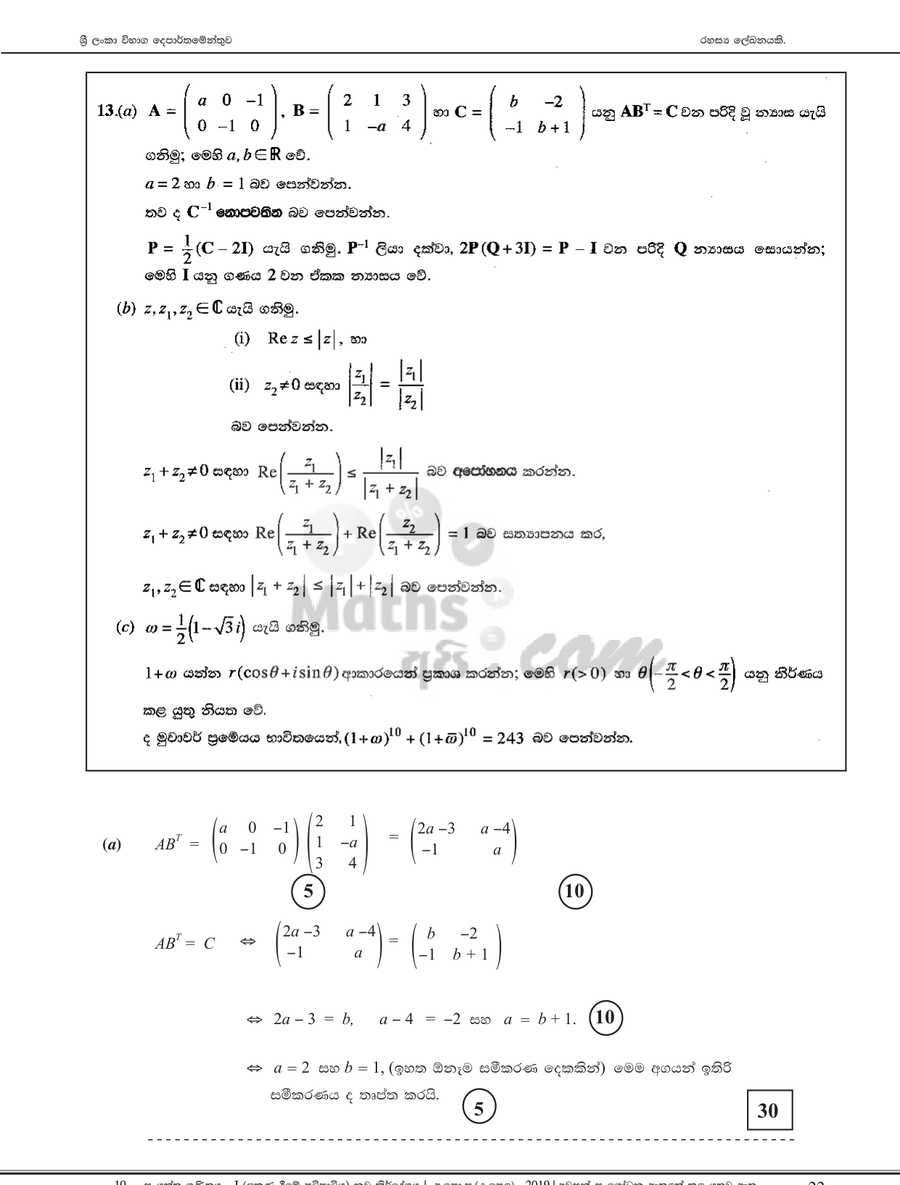 ශ්‍රී ලංකා විභාග දෙපාර්තමේන්තුව රහස්‍ය ලේඛනයකි.
13.(a) A = ( a 0 −1 ; 0 −1 0 ), B = ( 2 1 3 ; 1 −a 4 ) හා C = ( b −2 ; −1 b+1 ) යනු ABᵀ = C වන පරිදි වූ න්‍යාස යැයි
ගනිමු; මෙහි a, b ∈ ℝ වේ.
a = 2 හා b = 1 බව පෙන්වන්න.
තව ද C⁻¹ නොපවතින බව පෙන්වන්න.
P = 1/2 (C − 2I) යැයි ගනිමු. P⁻¹ ලියා දක්වා, 2P(Q + 3I) = P − I වන පරිදි Q න්‍යාසය සොයන්න;
මෙහි I යනු ගණය 2 වන ඒකක න්‍යාසය වේ.
(b) z, z₁, z₂ ∈ ℂ යැයි ගනිමු.
(i) Re z ≤ |z|, හා
(ii) z₂ ≠ 0 සඳහා |z₁/z₂| = |z₁|/|z₂|
බව පෙන්වන්න.
z₁ + z₂ ≠ 0 සඳහා Re(z₁/(z₁ + z₂)) ≤ |z₁|/|z₁ + z₂| බව අපෝහනය කරන්න.
z₁ + z₂ ≠ 0 සඳහා Re(z₁/(z₁ + z₂)) + Re(z₂/(z₁ + z₂)) = 1 බව සත්‍යාපනය කර,
z₁, z₂ ∈ ℂ සඳහා |z₁ + z₂| ≤ |z₁| + |z₂| බව පෙන්වන්න.
Maths
අපි .com
(c) ω = 1/2 (1 − √3 i) යැයි ගනිමු.
1 + ω යන්න r(cosθ + i sinθ) ආකාරයෙන් ප්‍රකාශ කරන්න; මෙහි r(> 0) හා θ(−π/2 < θ < π/2) යනු නිර්ණය
කළ යුතු නියත වේ.
ද මුවාවර් ප්‍රමේයය භාවිතයෙන්, (1 + ω)¹⁰ + (1 + ω̄)¹⁰ = 243 බව පෙන්වන්න.
(a) ABᵀ = ( a 0 −1 ; 0 −1 0 ) ( 2 1 ; 1 −a ; 3 4 ) = ( 2a −3 a −4 ; −1 a )
5 10
ABᵀ = C ⇔ ( 2a −3 a −4 ; −1 a ) = ( b −2 ; −1 b + 1 )
⇔ 2a − 3 = b, a − 4 = −2 සහ a = b + 1. 10
⇔ a = 2 සහ b = 1, (ඉහත ඕනෑම සමීකරණ දෙකකින්) මෙම අගයන් ඉතිරි
සමීකරණය ද තෘප්ත කරයි. 5 30